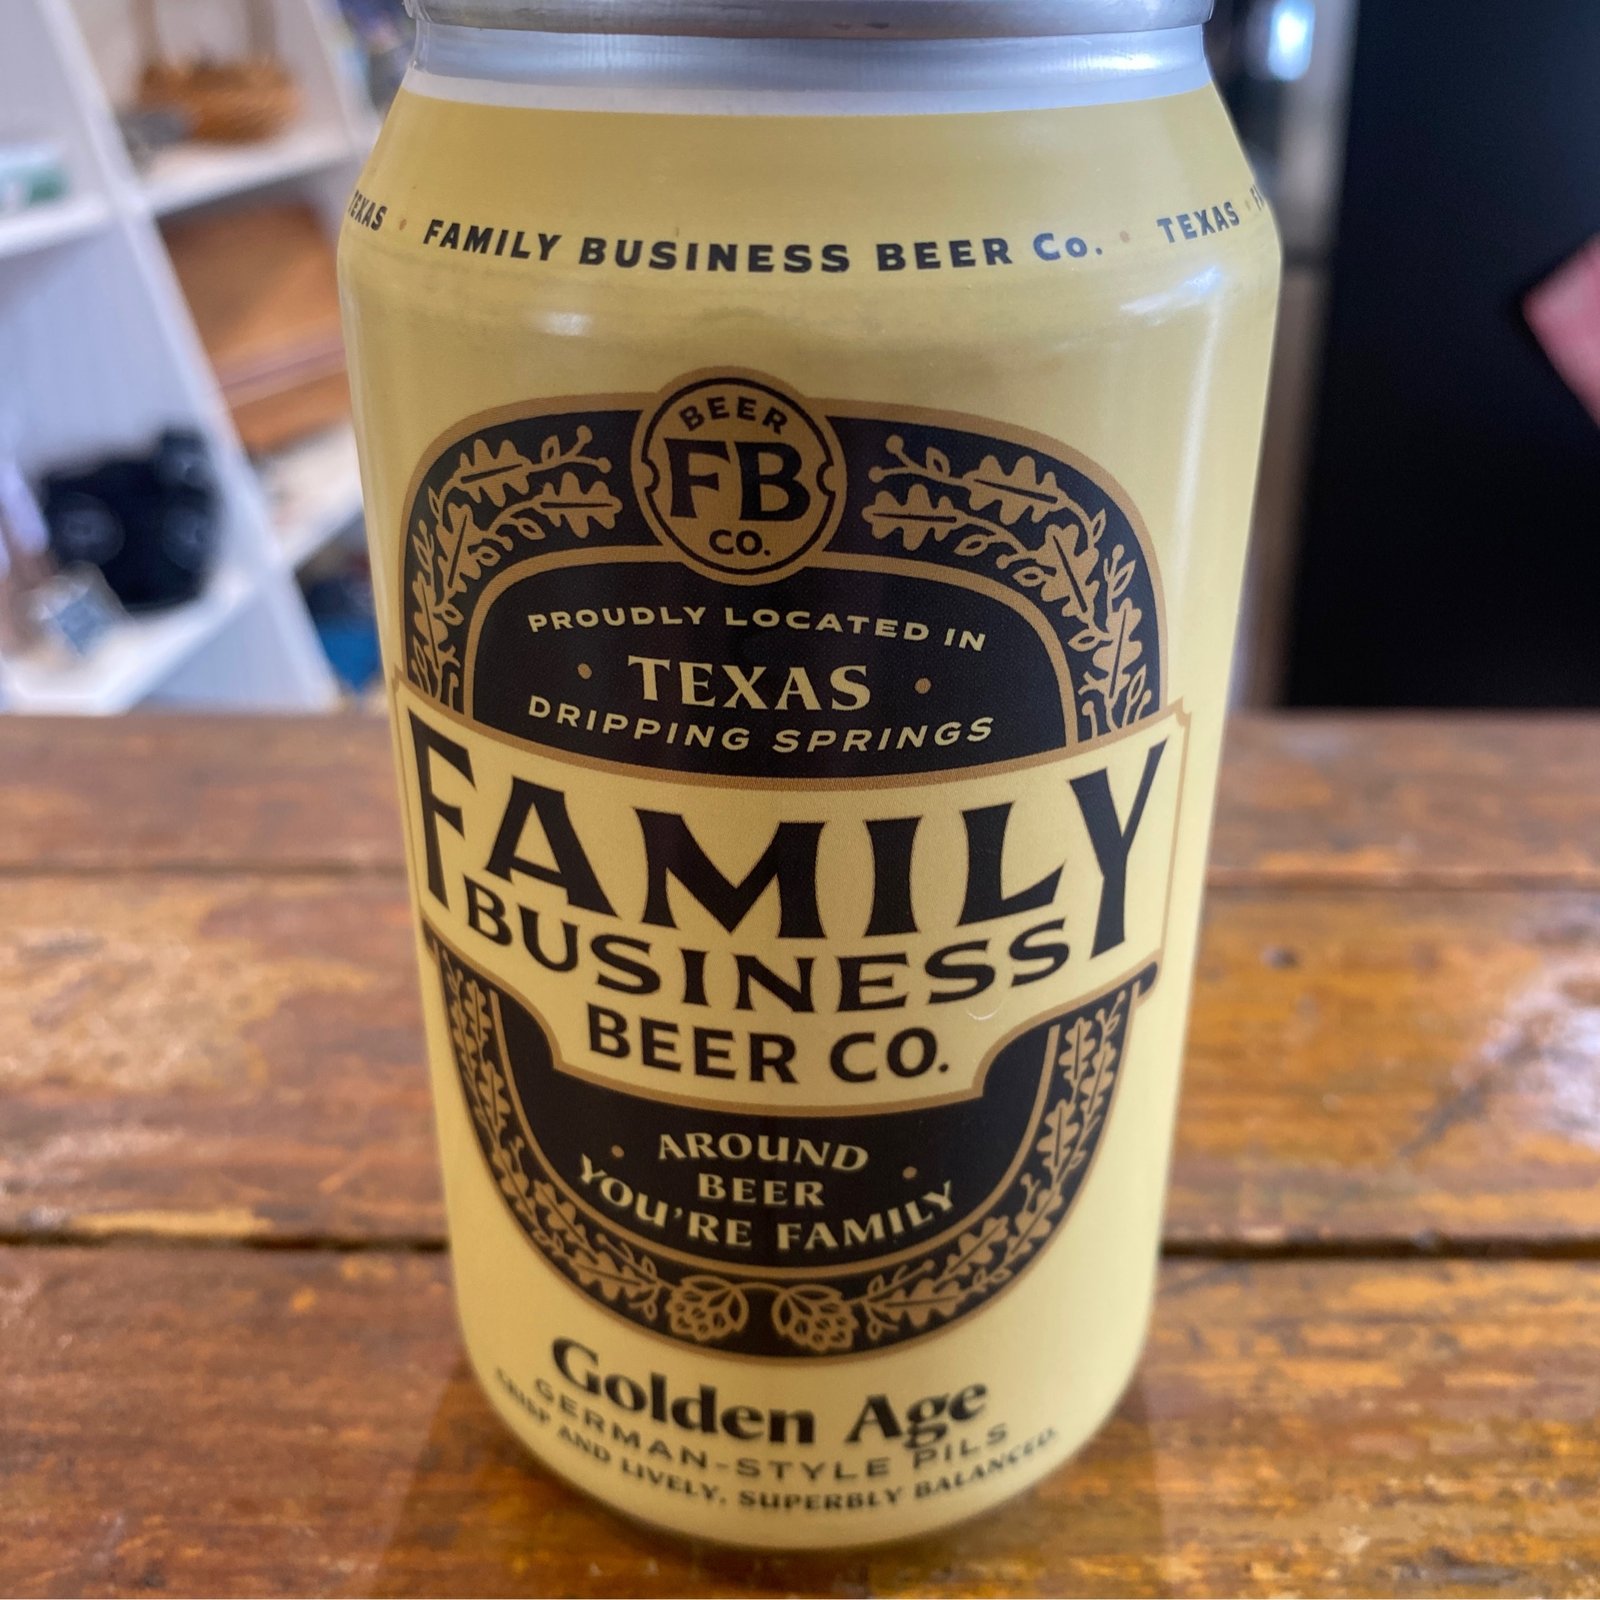 TEXAS • FAMILY BUSINESS BEER Co. • TEXAS
BEER
FB
CO.
PROUDLY LOCATED IN
• TEXAS •
DRIPPING SPRINGS
FAMILY
BUSINESS
BEER CO.
• AROUND •
BEER
YOU'RE FAMILY
Golden Age
GERMAN-STYLE PILS
CRISP AND LIVELY, SUPERBLY BALANCED.